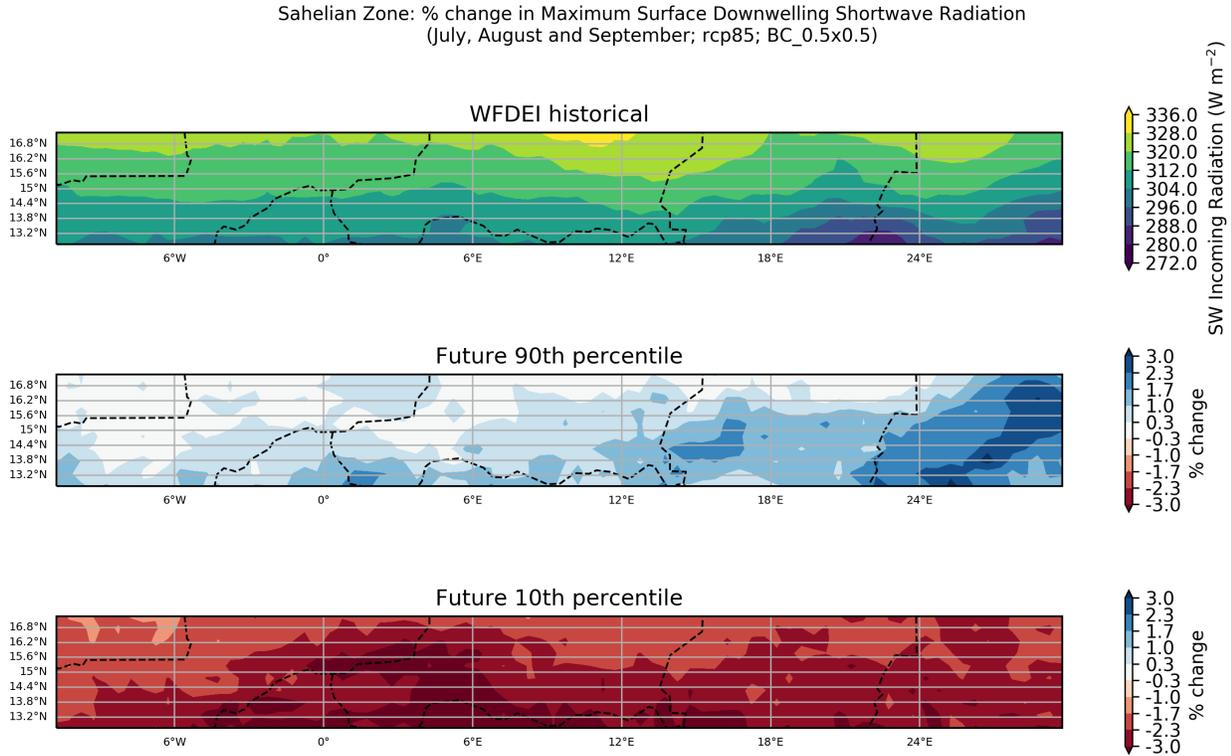 Sahelian Zone: % change in Maximum Surface Downwelling Shortwave Radiation
(July, August and September; rcp85; BC_0.5x0.5)
WFDEI historical
16.8°N
16.2°N
15.6°N
15°N
14.4°N
13.8°N
13.2°N
6°W 0° 6°E 12°E 18°E 24°E
336.0
328.0
320.0
312.0
304.0
296.0
288.0
280.0
272.0
SW Incoming Radiation (W m⁻²)
Future 90th percentile
16.8°N
16.2°N
15.6°N
15°N
14.4°N
13.8°N
13.2°N
6°W 0° 6°E 12°E 18°E 24°E
3.0
2.3
1.7
1.0
0.3
-0.3
-1.0
-1.7
-2.3
-3.0
% change
Future 10th percentile
16.8°N
16.2°N
15.6°N
15°N
14.4°N
13.8°N
13.2°N
6°W 0° 6°E 12°E 18°E 24°E
3.0
2.3
1.7
1.0
0.3
-0.3
-1.0
-1.7
-2.3
-3.0
% change